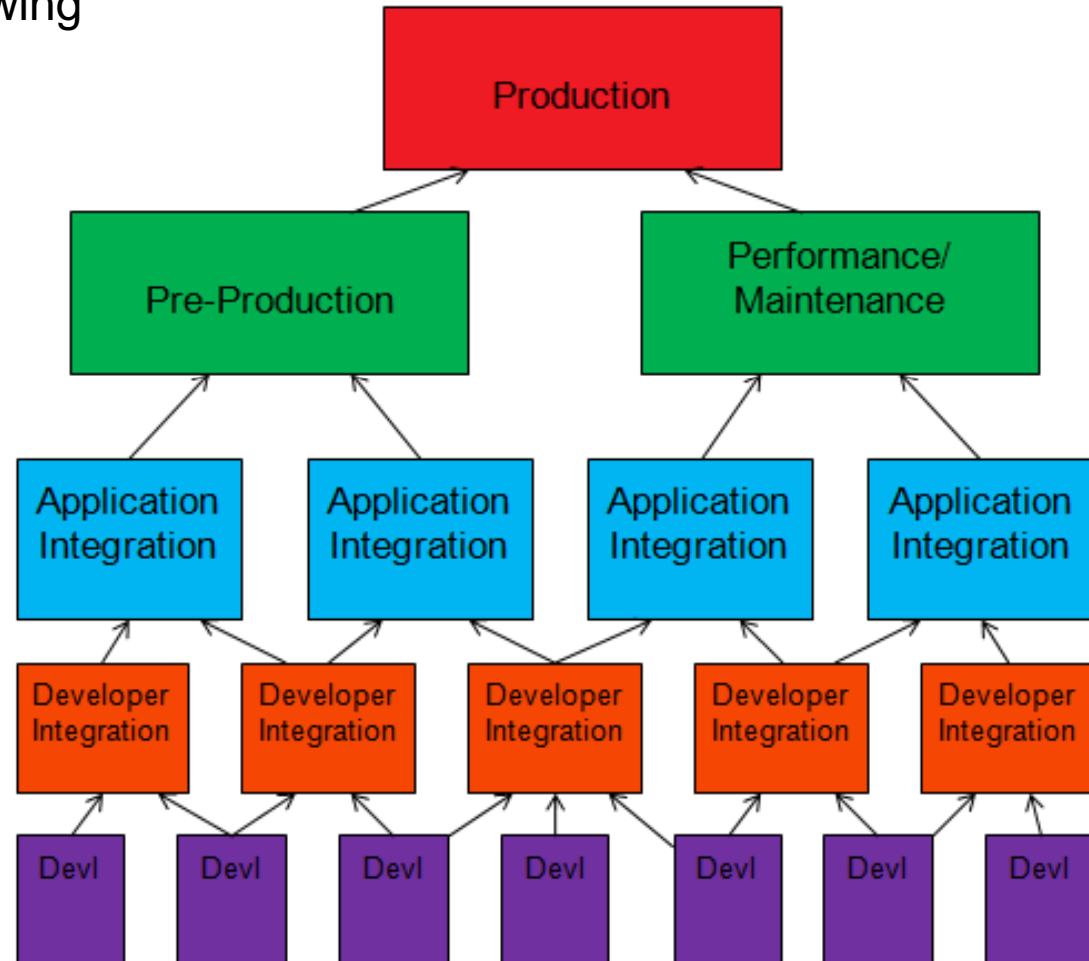 wing
Production
Pre-Production
Performance/
Maintenance
Application
Integration
Application
Integration
Application
Integration
Application
Integration
Developer
Integration
Developer
Integration
Developer
Integration
Developer
Integration
Developer
Integration
Devl
Devl
Devl
Devl
Devl
Devl
Devl